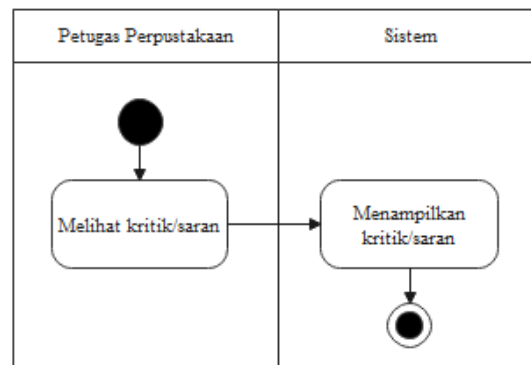 Petugas Perpustakaan
Sistem
Melihat kritik/saran
Menampilkan
kritik/saran